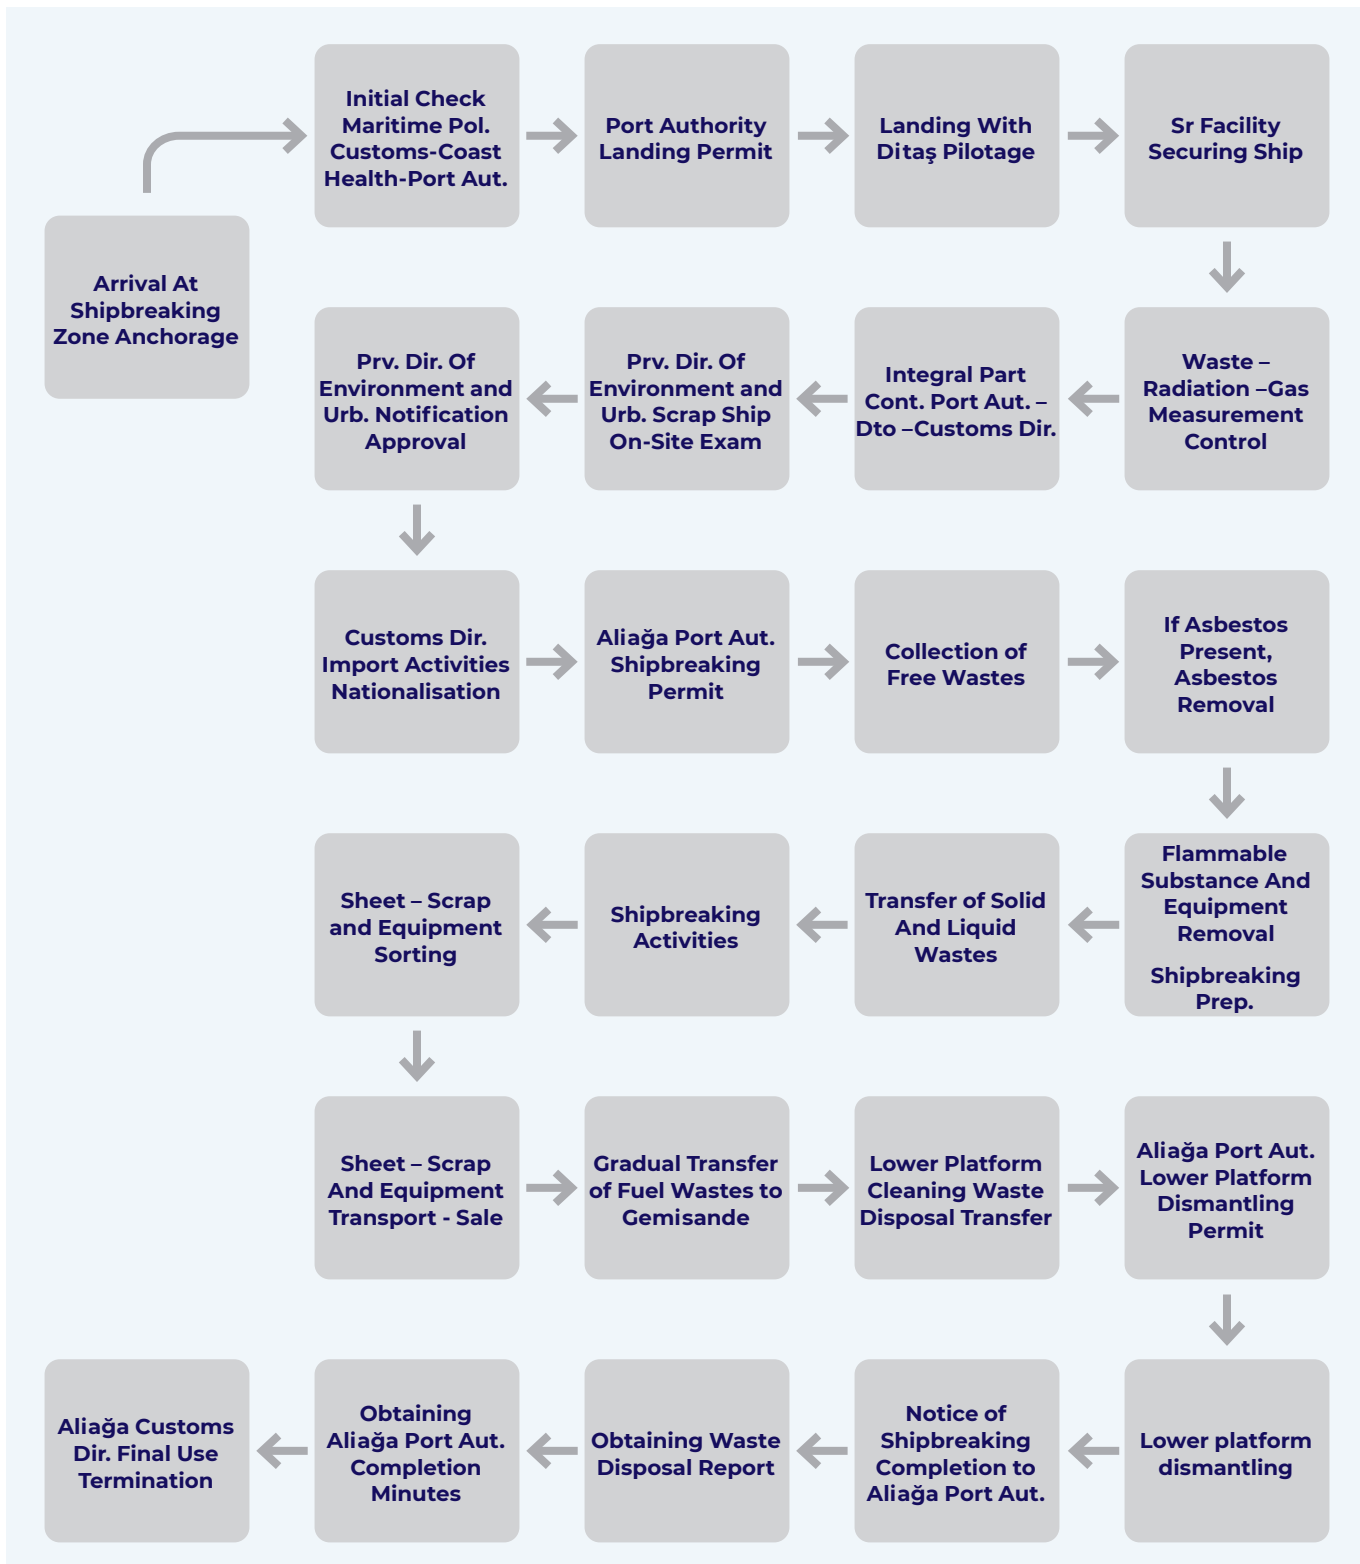 Arrival At
Shipbreaking
Zone Anchorage
Initial Check
Maritime Pol.
Customs-Coast
Health-Port Aut.
Port Authority
Landing Permit
Landing With
Ditaş Pilotage
Sr Facility
Securing Ship
Waste –
Radiation –Gas
Measurement
Control
Integral Part
Cont. Port Aut. –
Dto –Customs Dir.
Prv. Dir. Of
Environment and
Urb. Scrap Ship
On-Site Exam
Prv. Dir. Of
Environment and
Urb. Notification
Approval
Customs Dir.
Import Activities
Nationalisation
Aliağa Port Aut.
Shipbreaking
Permit
Collection of
Free Wastes
If Asbestos
Present,
Asbestos
Removal
Flammable
Substance And
Equipment
Removal
Shipbreaking
Prep.
Transfer of Solid
And Liquid
Wastes
Shipbreaking
Activities
Sheet – Scrap
and Equipment
Sorting
Sheet – Scrap
And Equipment
Transport - Sale
Gradual Transfer
of Fuel Wastes to
Gemisande
Lower Platform
Cleaning Waste
Disposal Transfer
Aliağa Port Aut.
Lower Platform
Dismantling
Permit
Lower platform
dismantling
Notice of
Shipbreaking
Completion to
Aliağa Port Aut.
Obtaining Waste
Disposal Report
Obtaining
Aliağa Port Aut.
Completion
Minutes
Aliağa Customs
Dir. Final Use
Termination